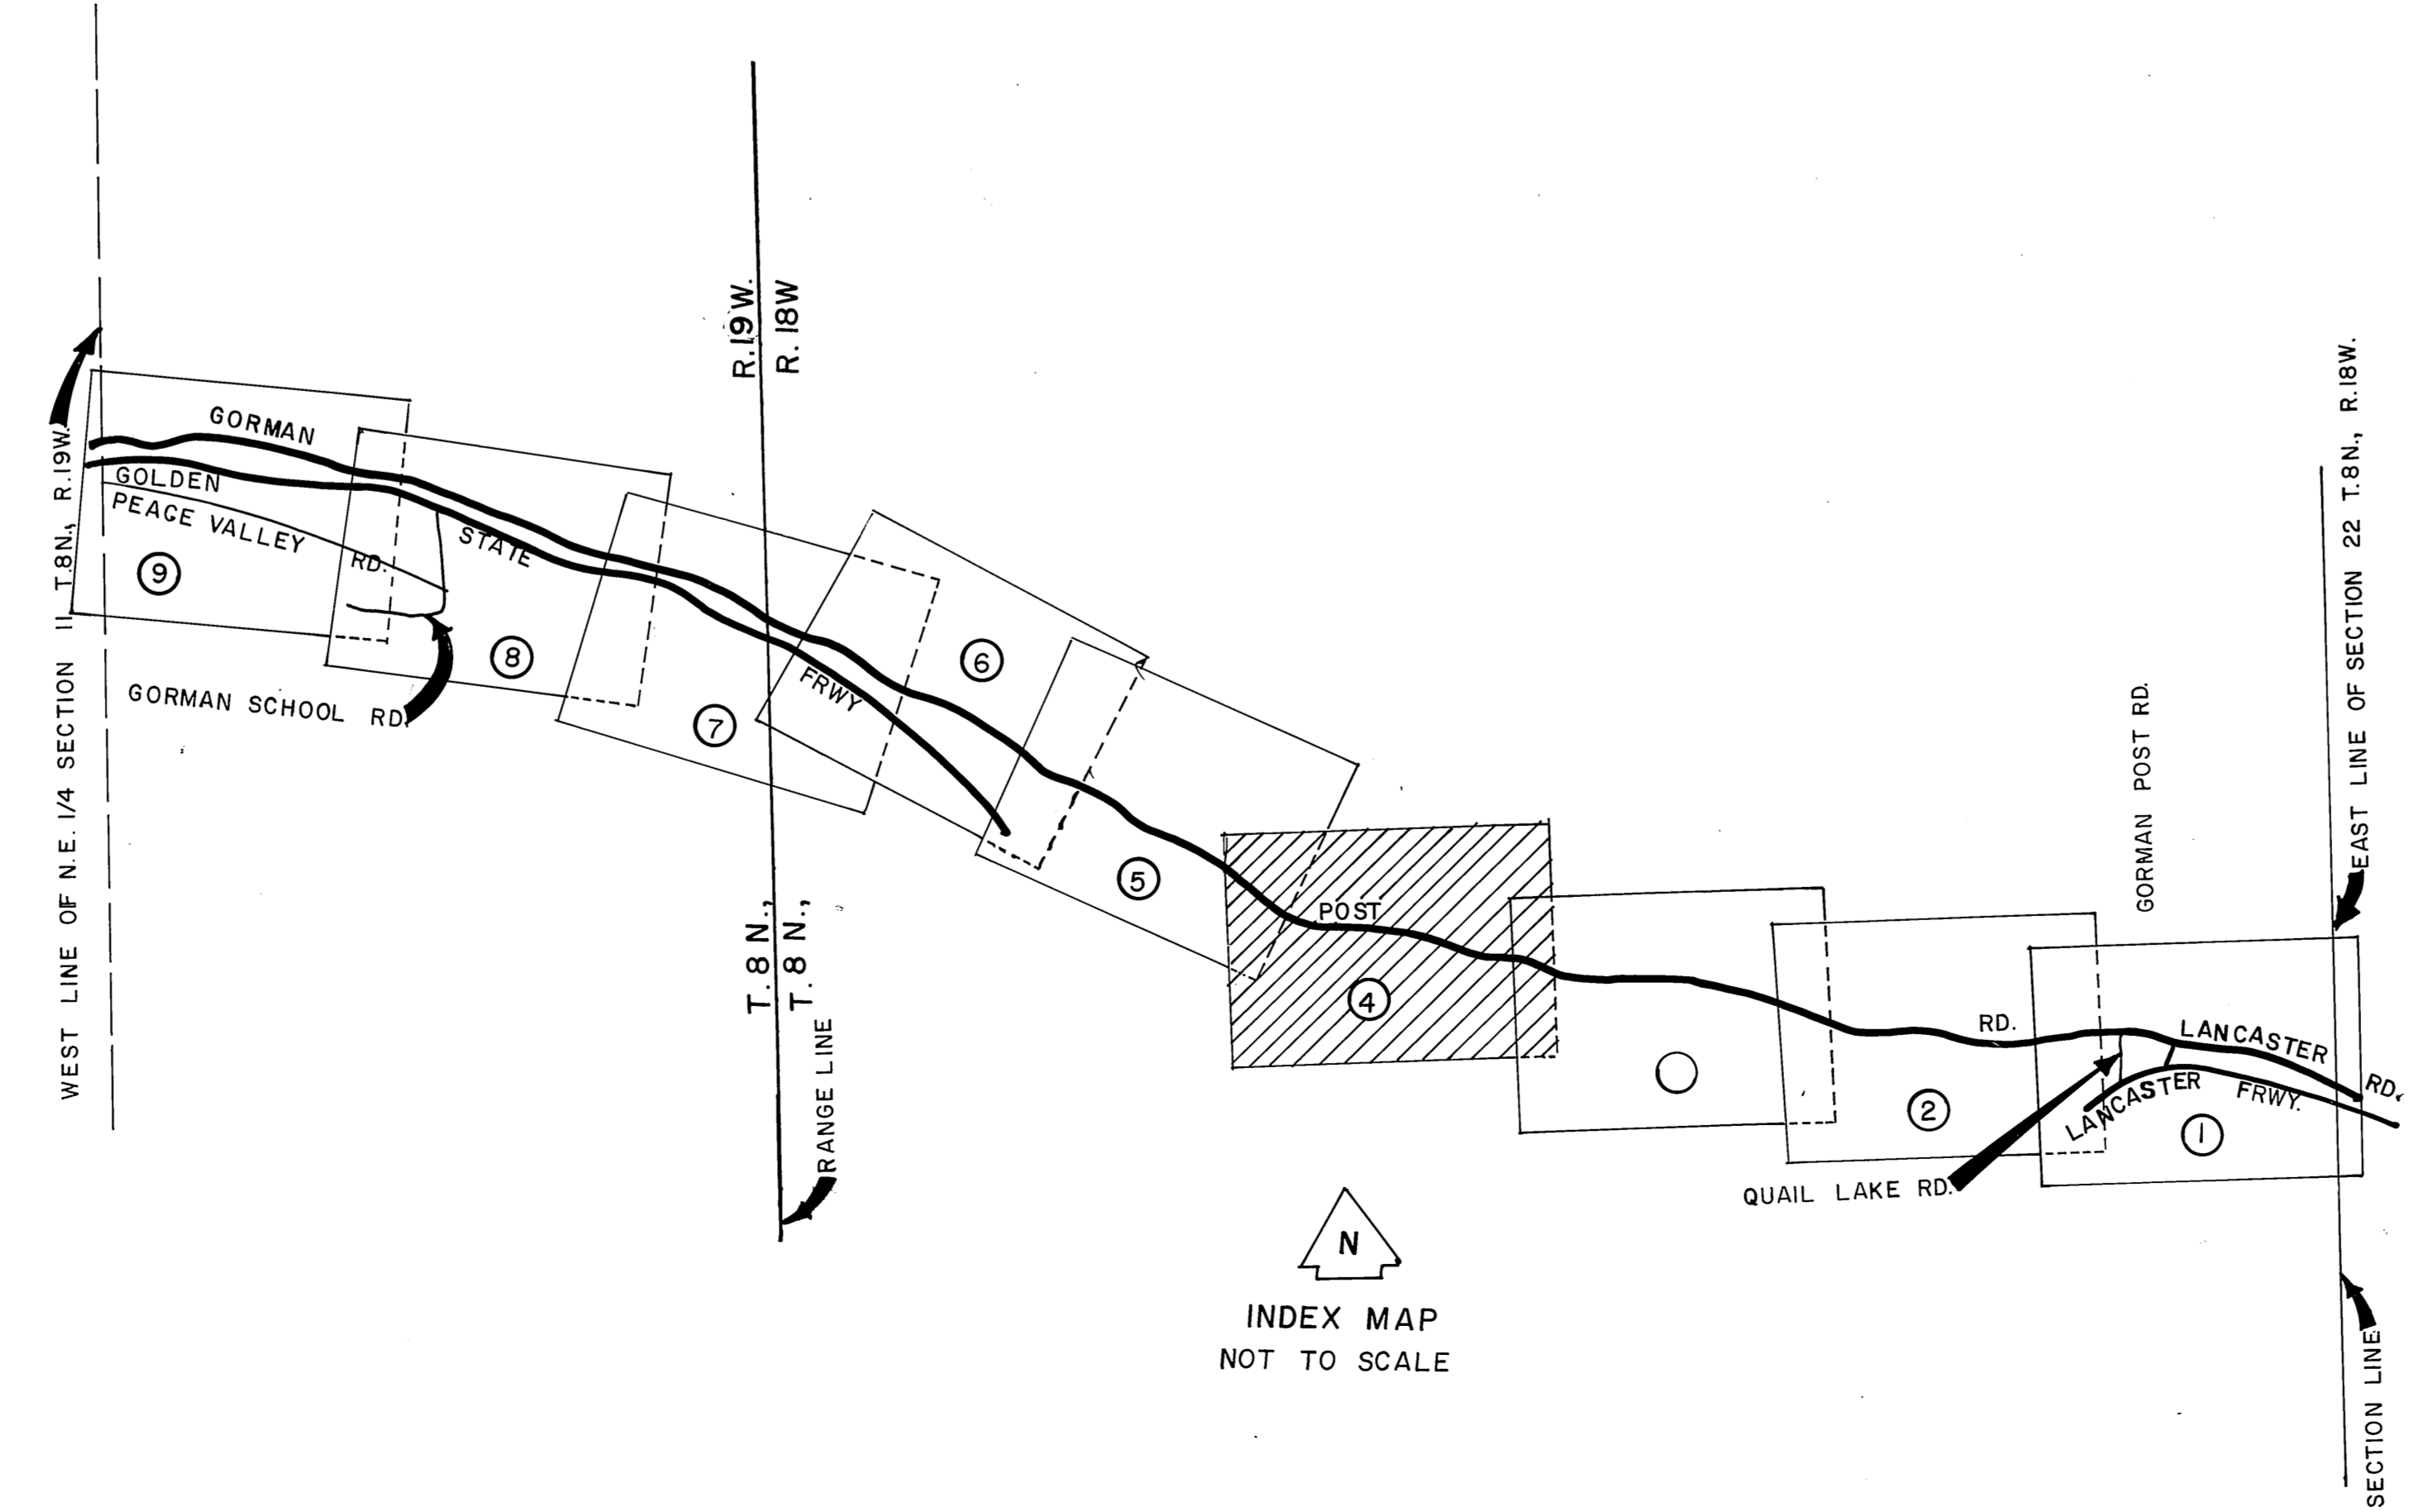 WEST LINE OF N.E. 1/4 SECTION 11 T.8N., R.19W.
GORMAN
GOLDEN
PEACE VALLEY
RD.
9
GORMAN SCHOOL RD.
STATE
8
R.19W.
R.18W
7
FRWY
6
T.8N.,
T.8N.,
RANGE LINE
5
POST
4
RD.
2
GORMAN POST RD.
LANCASTER
RD.
LANCASTER
FRWY.
1
QUAIL LAKE RD.
EAST LINE OF SECTION 22 T.8N., R.18W.
SECTION LINE
N
INDEX MAP
NOT TO SCALE